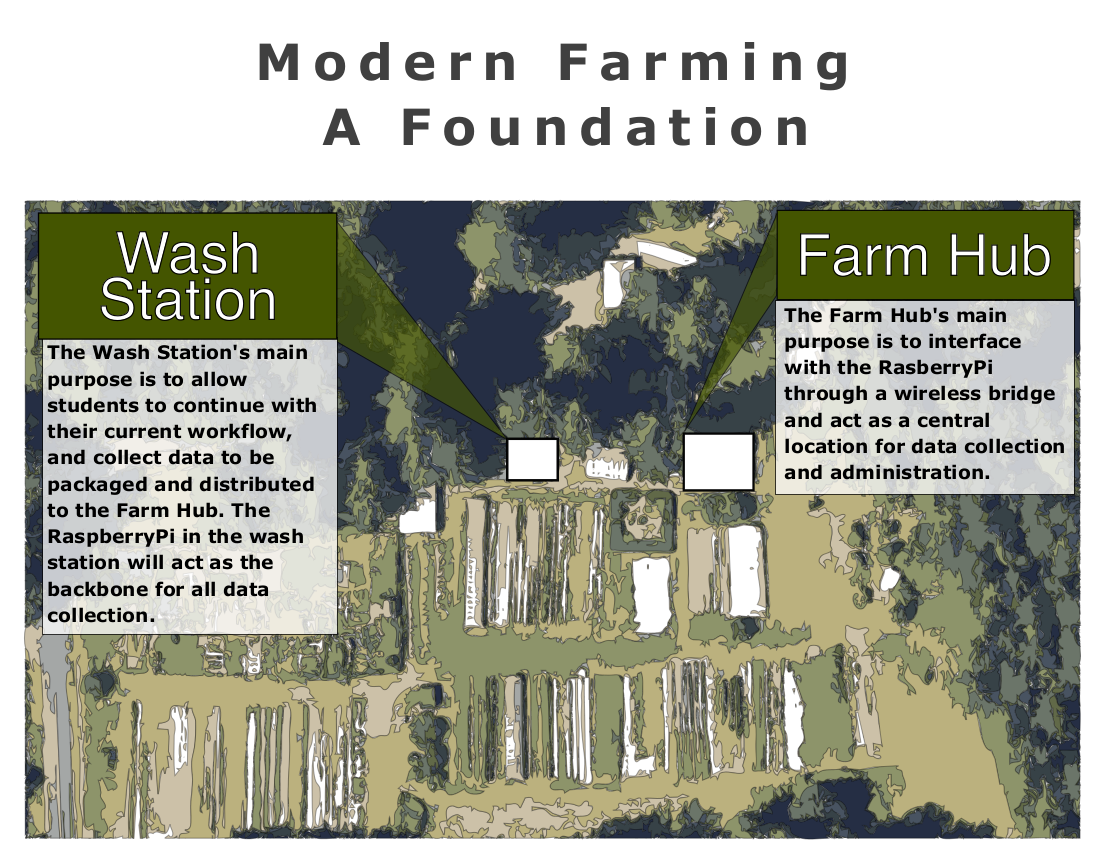 Modern Farming
A Foundation
Wash
Station
The Wash Station's main
purpose is to allow
students to continue with
their current workflow,
and collect data to be
packaged and distributed
to the Farm Hub. The
RaspberryPi in the wash
station will act as the
backbone for all data
collection.
Farm Hub
The Farm Hub's main
purpose is to interface
with the RasberryPi
through a wireless bridge
and act as a central
location for data collection
and administration.